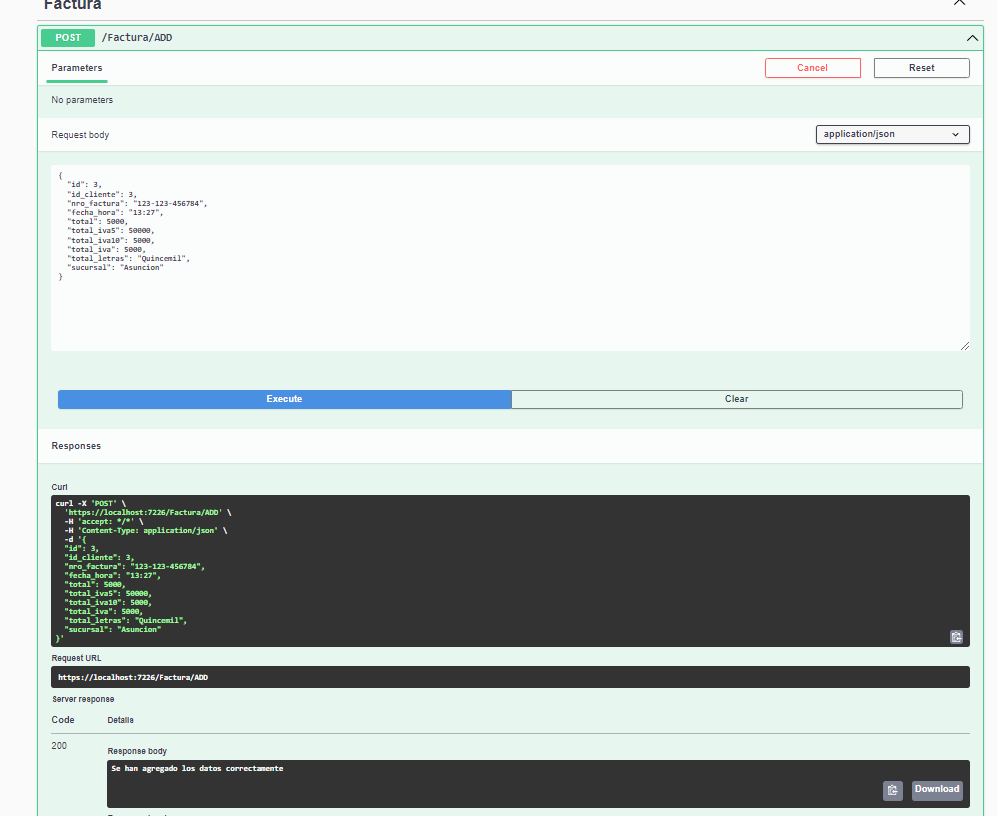 Factura
POST /Factura/ADD
Parameters
Cancel
Reset
No parameters
Request body
application/json
{
"id": 3,
"id_cliente": 3,
"nro_factura": "123-123-456784",
"fecha_hora": "13:27",
"total": 5000,
"total_iva5": 50000,
"total_iva10": 5000,
"total_iva": 5000,
"total_letras": "Quincemil",
"sucursal": "Asuncion"
}
Execute
Clear
Responses
Curl
curl -X 'POST' \
'https://localhost:7226/Factura/ADD' \
-H 'accept: */*' \
-H 'Content-Type: application/json' \
-d '{
"id": 3,
"id_cliente": 3,
"nro_factura": "123-123-456784",
"fecha_hora": "13:27",
"total": 5000,
"total_iva5": 50000,
"total_iva10": 5000,
"total_iva": 5000,
"total_letras": "Quincemil",
"sucursal": "Asuncion"
}'
Request URL
https://localhost:7226/Factura/ADD
Server response
Code Details
200
Response body
Se han agregado los datos correctamente
Download